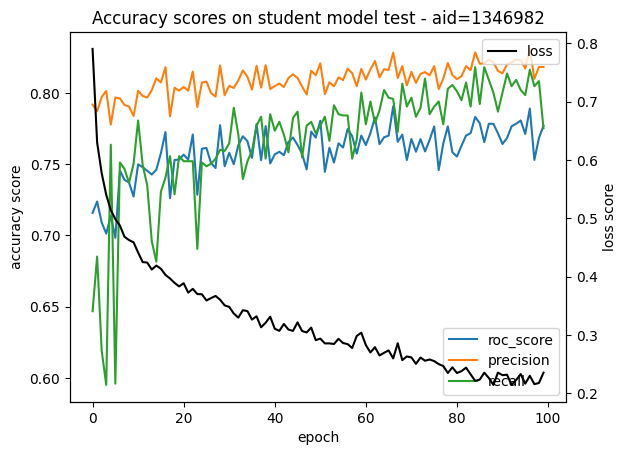 Accuracy scores on student model test - aid=1346982
accuracy score
0.80
0.75
0.70
0.65
0.60
loss
0.8
0.7
0.6
0.5
0.4
0.3
0.2
loss score
roc_score
precision
recall
0
20
40
60
80
100
epoch